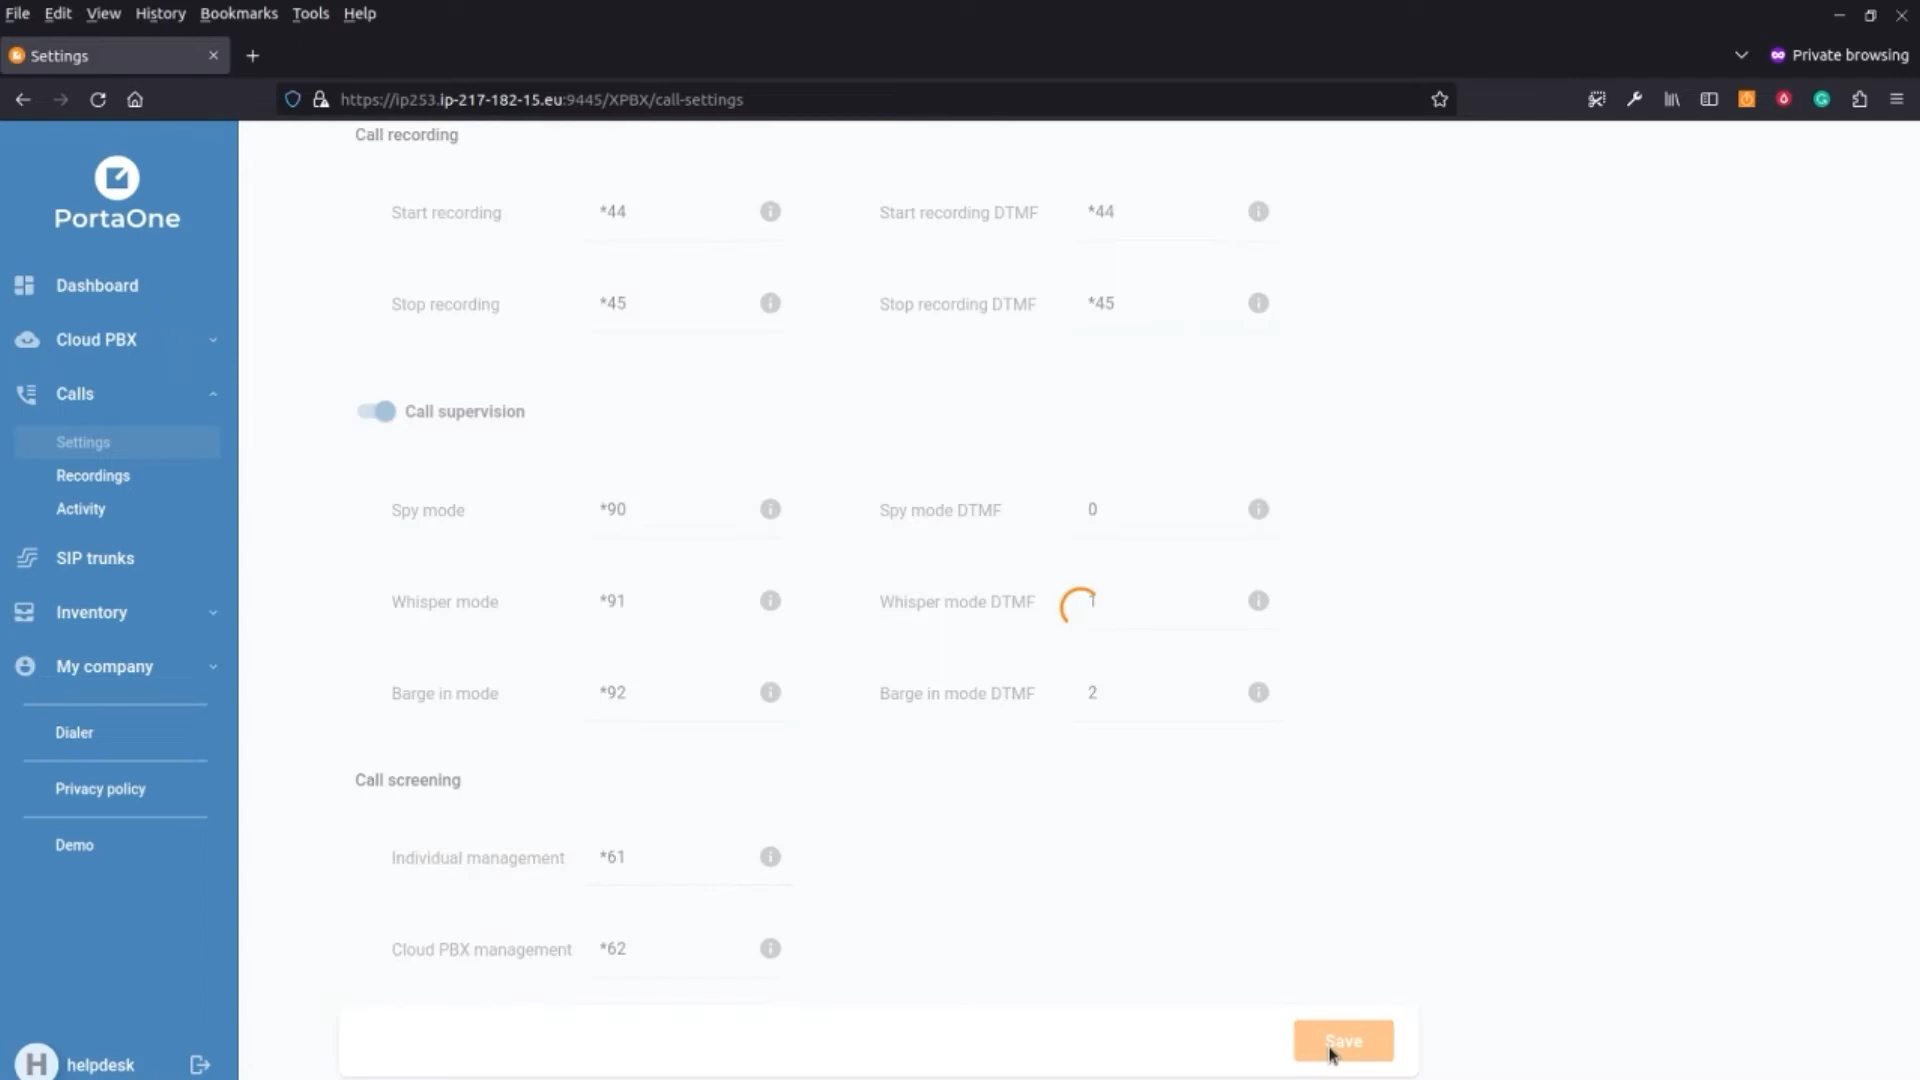 File Edit View History Bookmarks Tools Help
Settings
Private browsing
https://ip253.ip-217-182-15.eu:9445/XPBX/call-settings
PortaOne
Dashboard
Cloud PBX
Calls
Settings
Recordings
Activity
SIP trunks
Inventory
My company
Dialer
Privacy policy
Demo
H helpdesk
Call recording
Start recording *44 Start recording DTMF *44
Stop recording *45 Stop recording DTMF *45
Call supervision
Spy mode *90 Spy mode DTMF 0
Whisper mode *91 Whisper mode DTMF 1
Barge in mode *92 Barge in mode DTMF 2
Call screening
Individual management *61
Cloud PBX management *62
Save